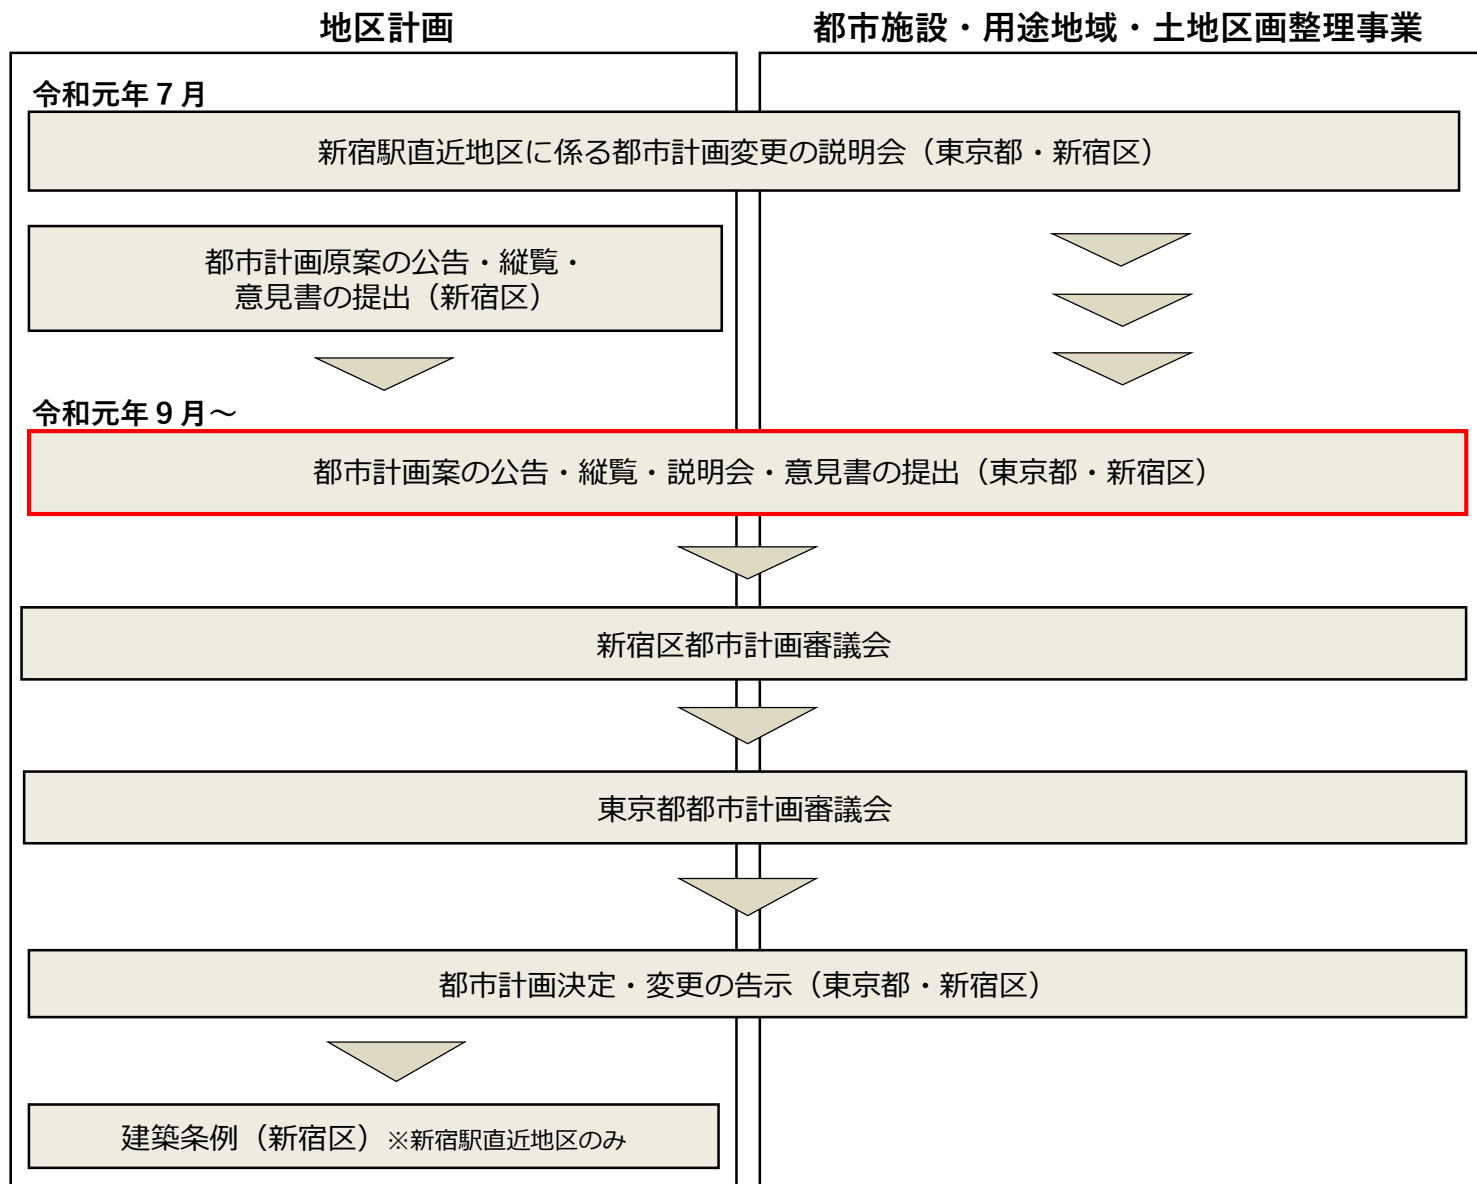 地区計画
都市施設・用途地域・土地区画整理事業
令和元年７月
新宿駅直近地区に係る都市計画変更の説明会（東京都・新宿区）
都市計画原案の公告・縦覧・
意見書の提出（新宿区）
令和元年９月～
都市計画案の公告・縦覧・説明会・意見書の提出（東京都・新宿区）
新宿区都市計画審議会
東京都都市計画審議会
都市計画決定・変更の告示（東京都・新宿区）
建築条例（新宿区）※新宿駅直近地区のみ